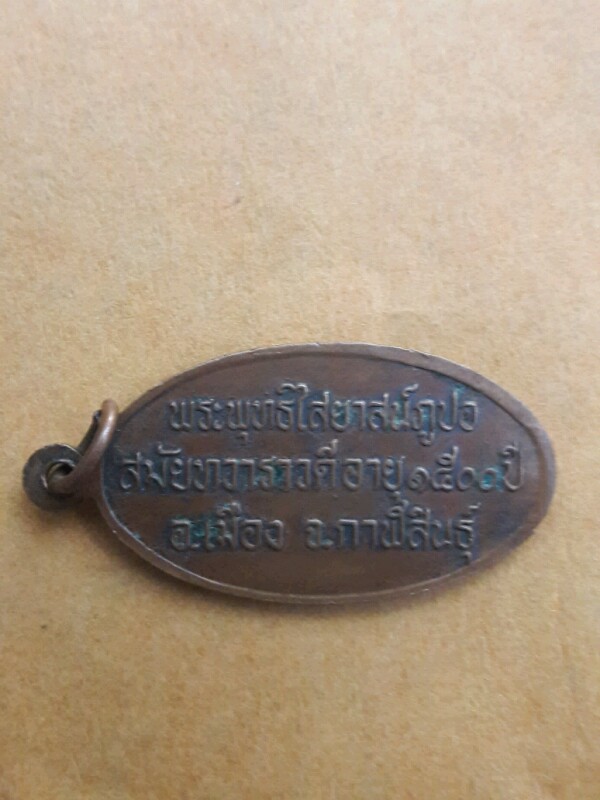 พระพุทธไสยาสน์ภูปอ
สมัยทวาราวดีอายุ๑๕๐๐ปี
อ.เมือง จ.กาฬสินธุ์